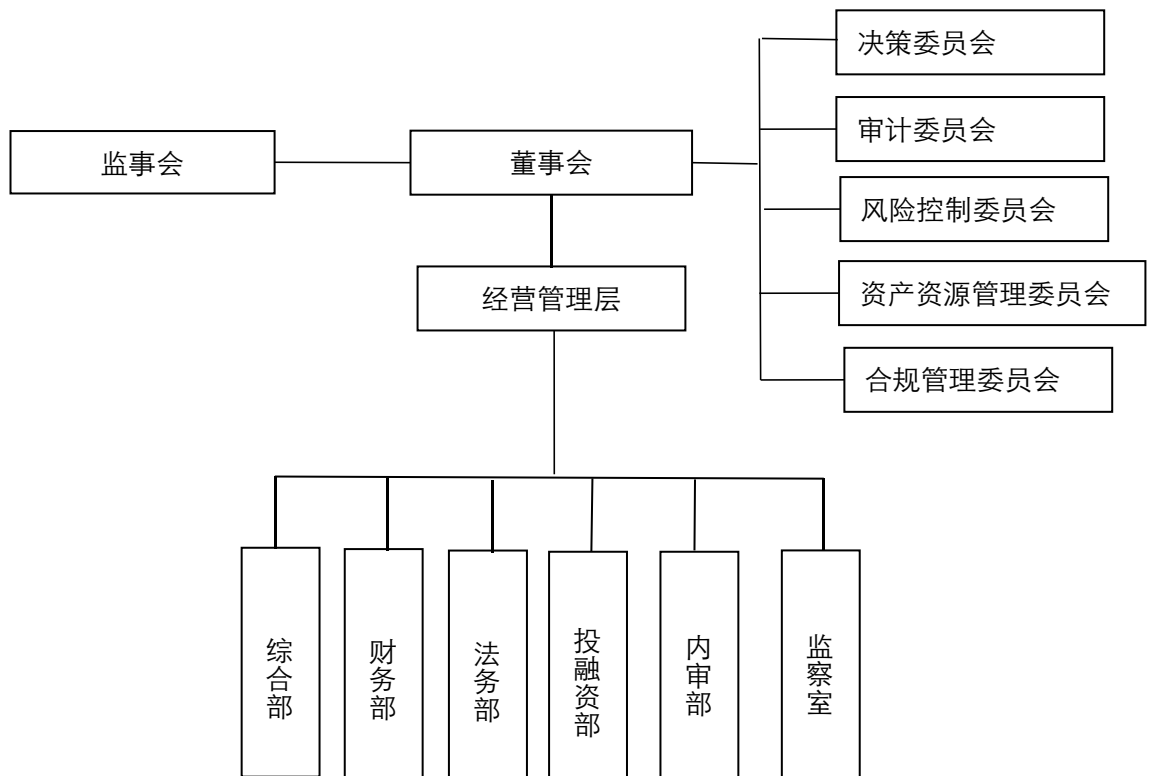 决策委员会
审计委员会
监事会
董事会
风险控制委员会
资产资源管理委员会
经营管理层
合规管理委员会
综合部
财务部
法务部
投融资部
内审部
监察室